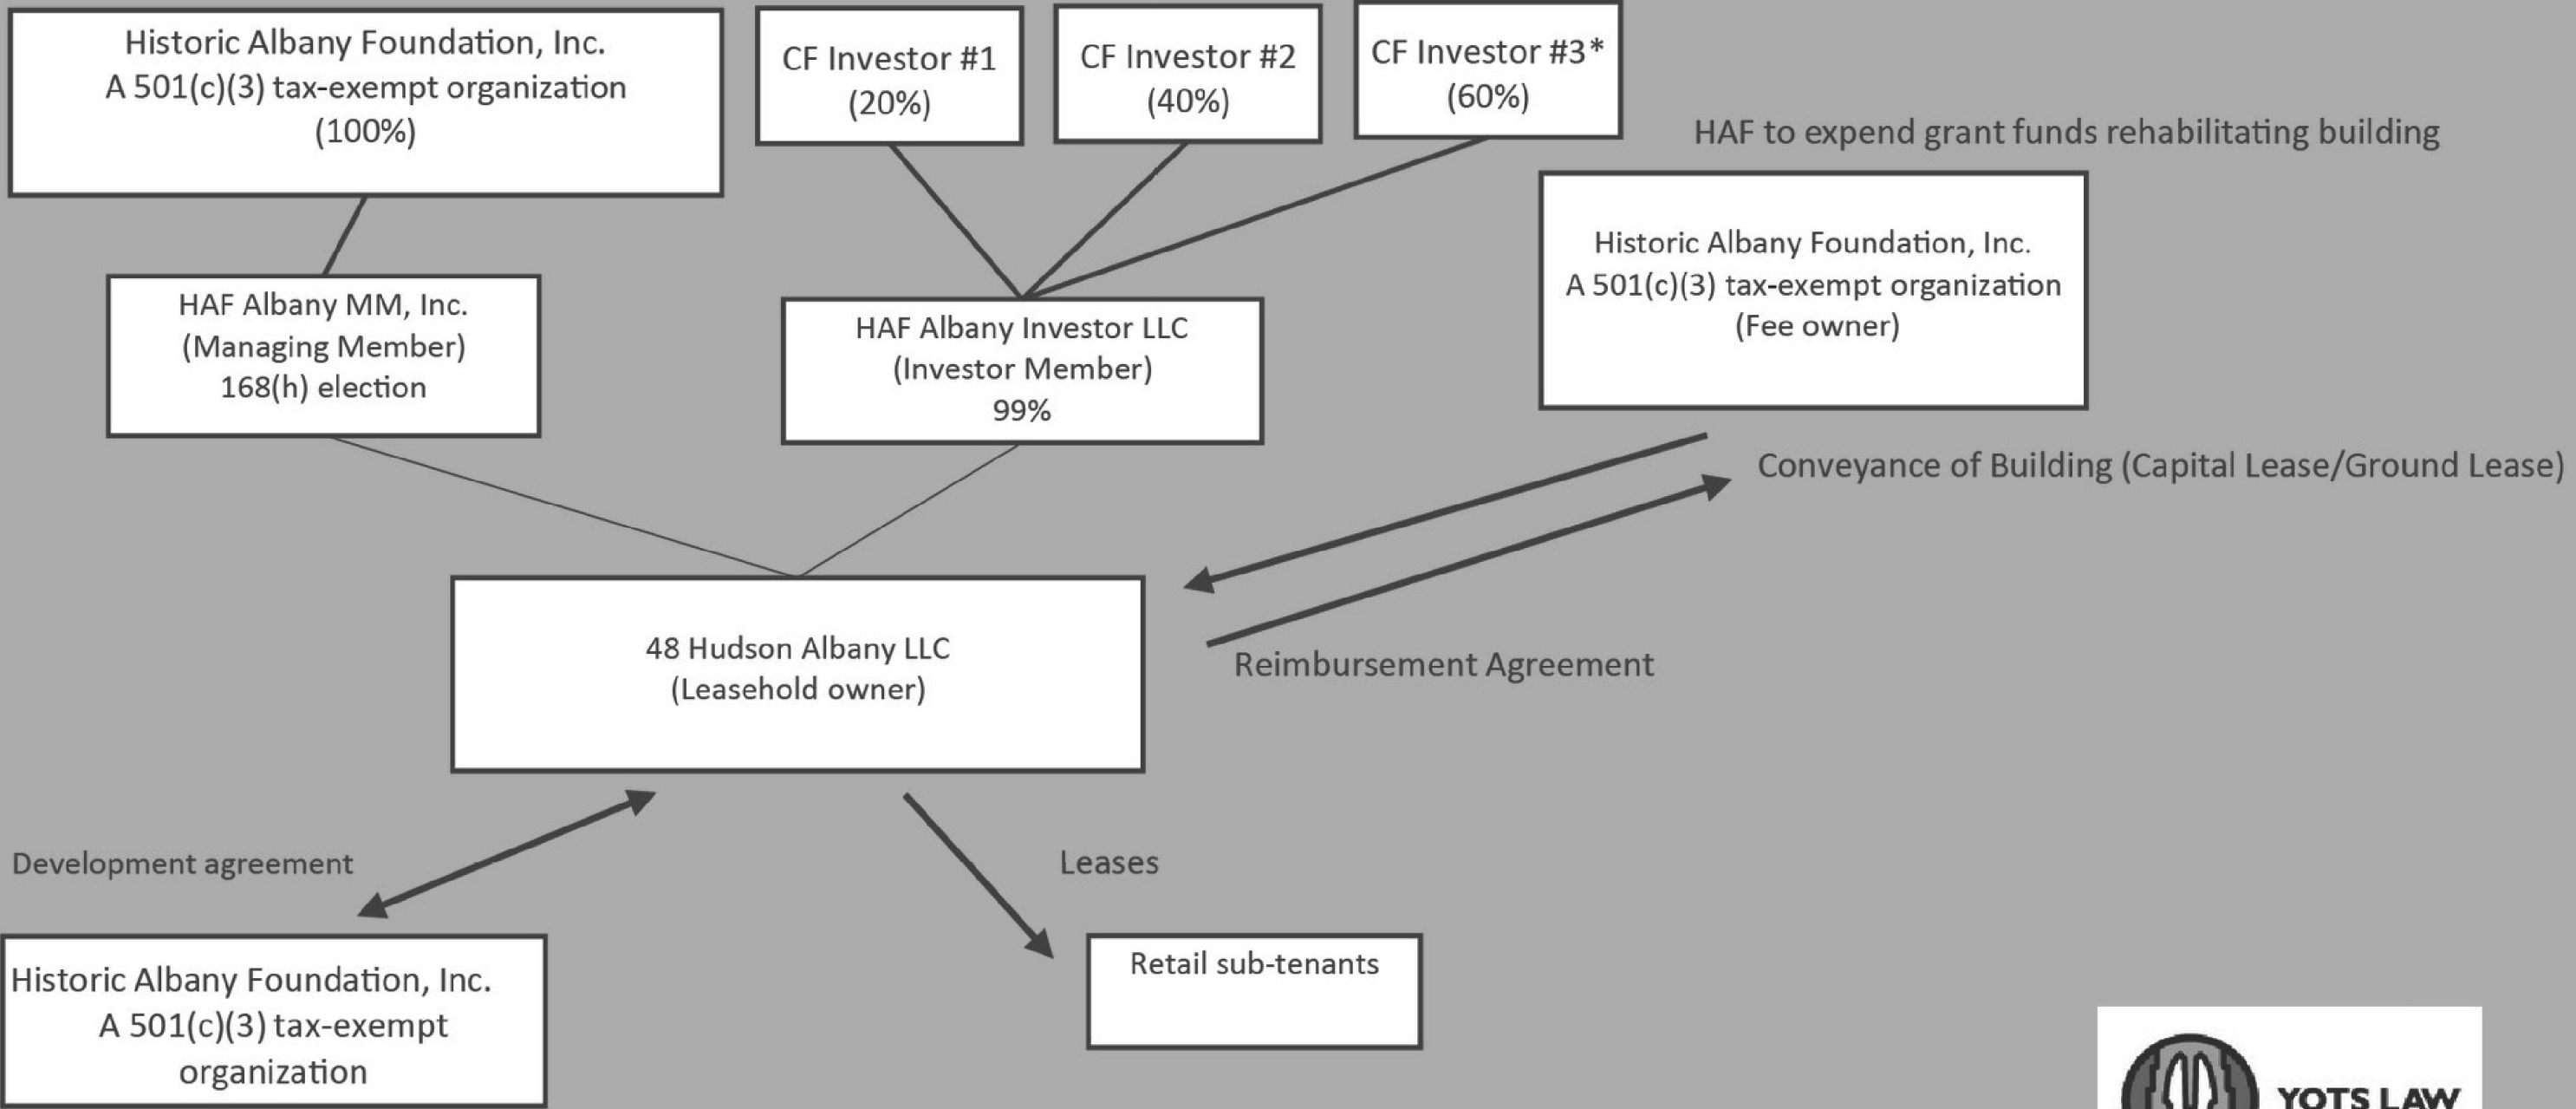 Historic Albany Foundation, Inc.
A 501(c)(3) tax-exempt organization
(100%)
CF Investor #1
(20%)
CF Investor #2
(40%)
CF Investor #3*
(60%)
HAF to expend grant funds rehabilitating building
Historic Albany Foundation, Inc.
A 501(c)(3) tax-exempt organization
(Fee owner)
HAF Albany MM, Inc.
(Managing Member)
168(h) election
HAF Albany Investor LLC
(Investor Member)
99%
Conveyance of Building (Capital Lease/Ground Lease)
48 Hudson Albany LLC
(Leasehold owner)
Reimbursement Agreement
Development agreement
Leases
Historic Albany Foundation, Inc.
A 501(c)(3) tax-exempt
organization
Retail sub-tenants
YOTS LAW